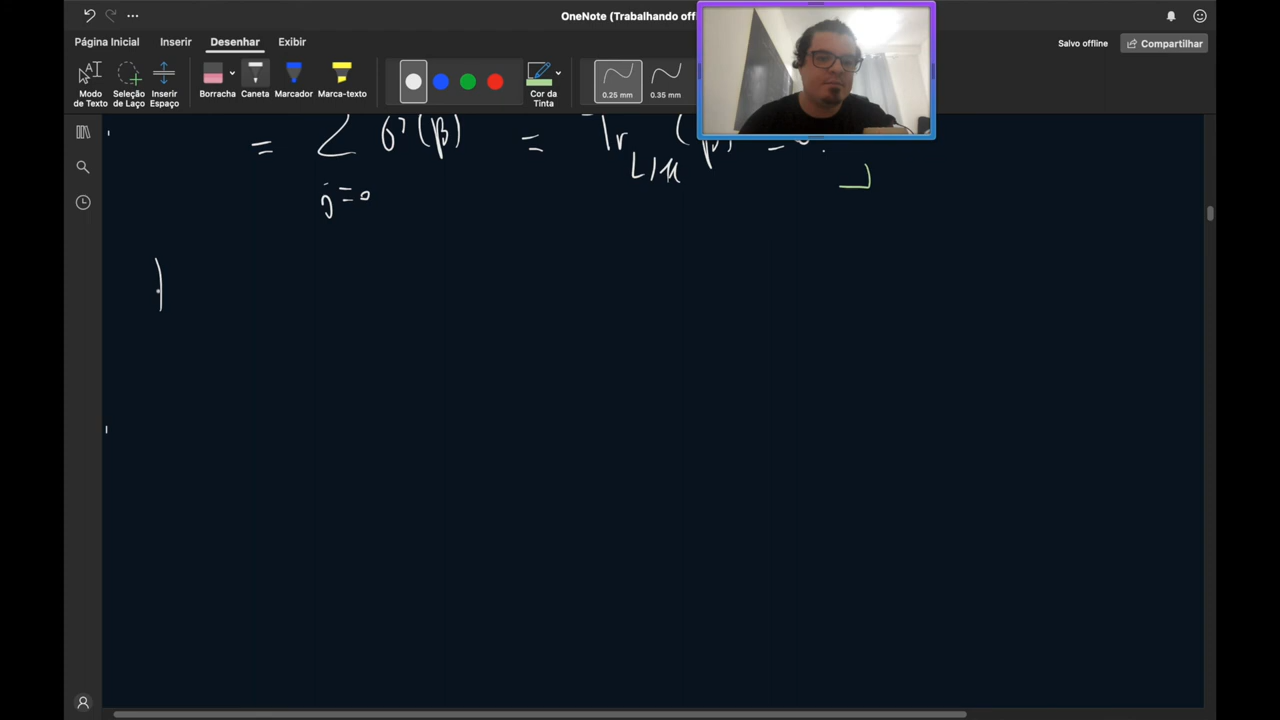 OneNote (Trabalhando off
Salvo offline
Compartilhar
Página Inicial
Inserir
Desenhar
Exibir
Modo de Texto
Seleção de Laço
Inserir Espaço
Borracha
Caneta
Marcador
Marca-texto
Cor da Tinta
0.25 mm
0.35 mm
= Σ σʲ(β) = Tr L/K (β) = 0.
j=0